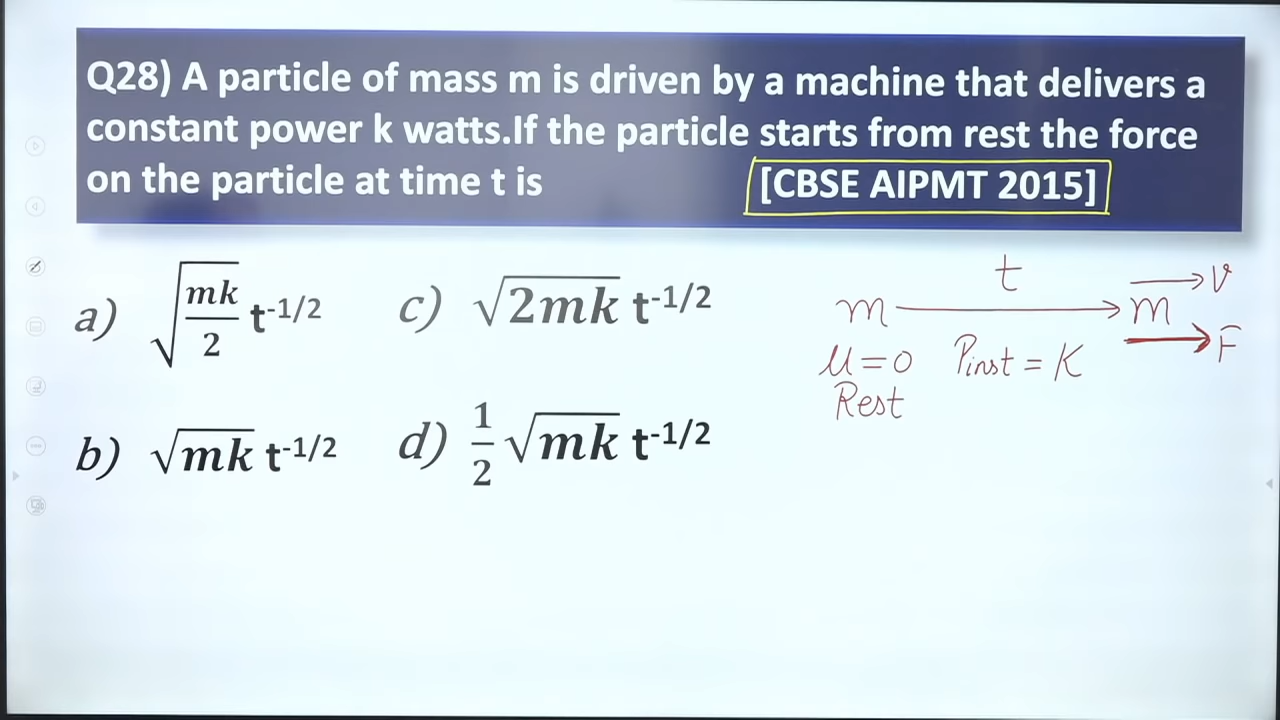 Q28) A particle of mass m is driven by a machine that delivers a
constant power k watts.If the particle starts from rest the force
on the particle at time t is [CBSE AIPMT 2015]
a) √(mk/2) t⁻¹/² c) √2mk t⁻¹/²
b) √mk t⁻¹/² d) 1/2 √mk t⁻¹/²
t
v
m m
F
u=0 Pinst = K
Rest